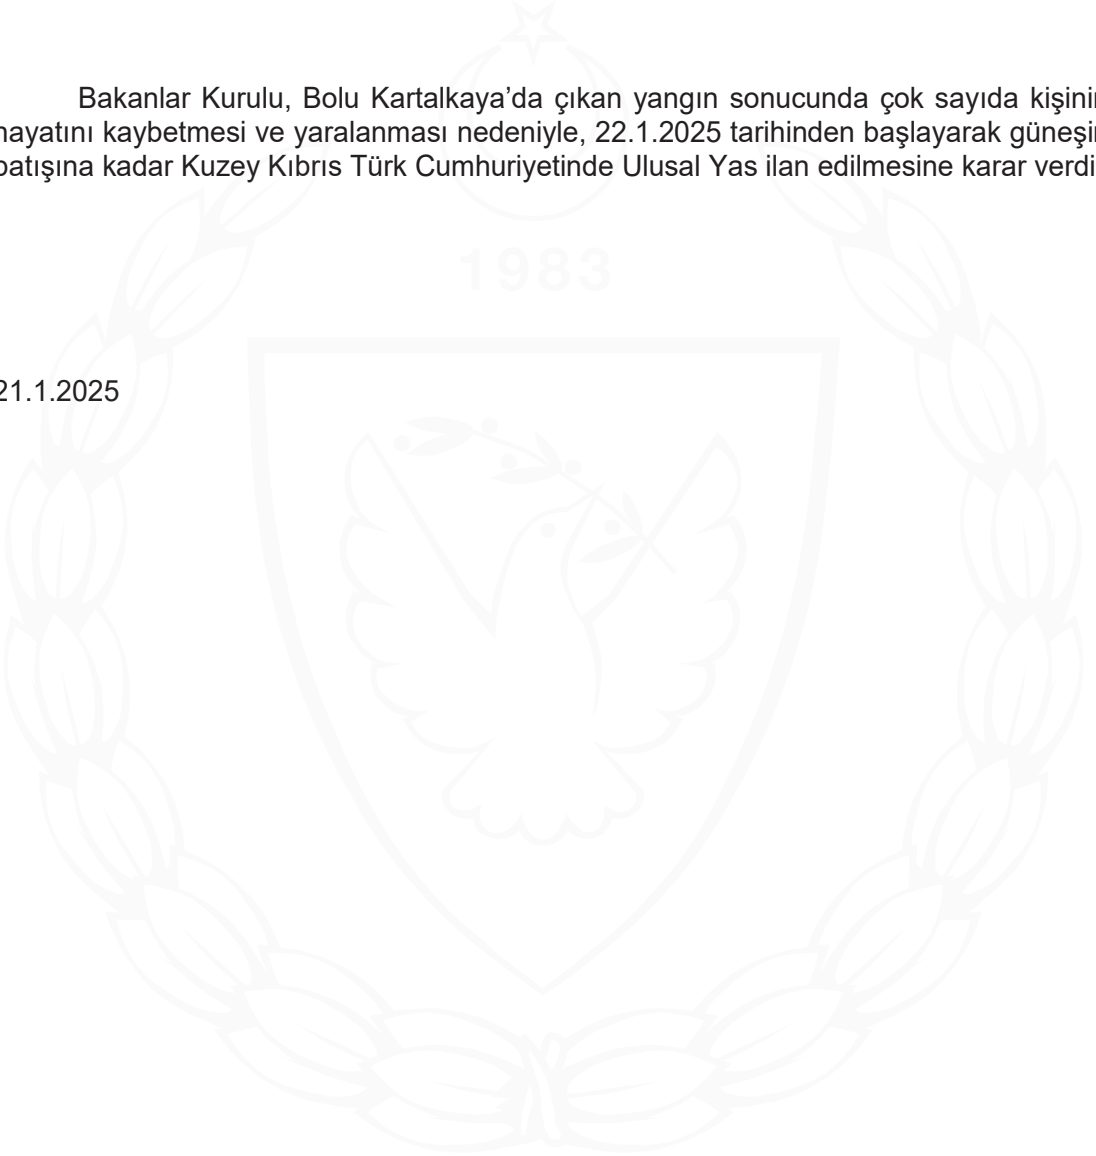 Bakanlar Kurulu, Bolu Kartalkaya’da çıkan yangın sonucunda çok sayıda kişinin
hayatını kaybetmesi ve yaralanması nedeniyle, 22.1.2025 tarihinden başlayarak güneşin
batışına kadar Kuzey Kıbrıs Türk Cumhuriyetinde Ulusal Yas ilan edilmesine karar verdi
1983
21.1.2025